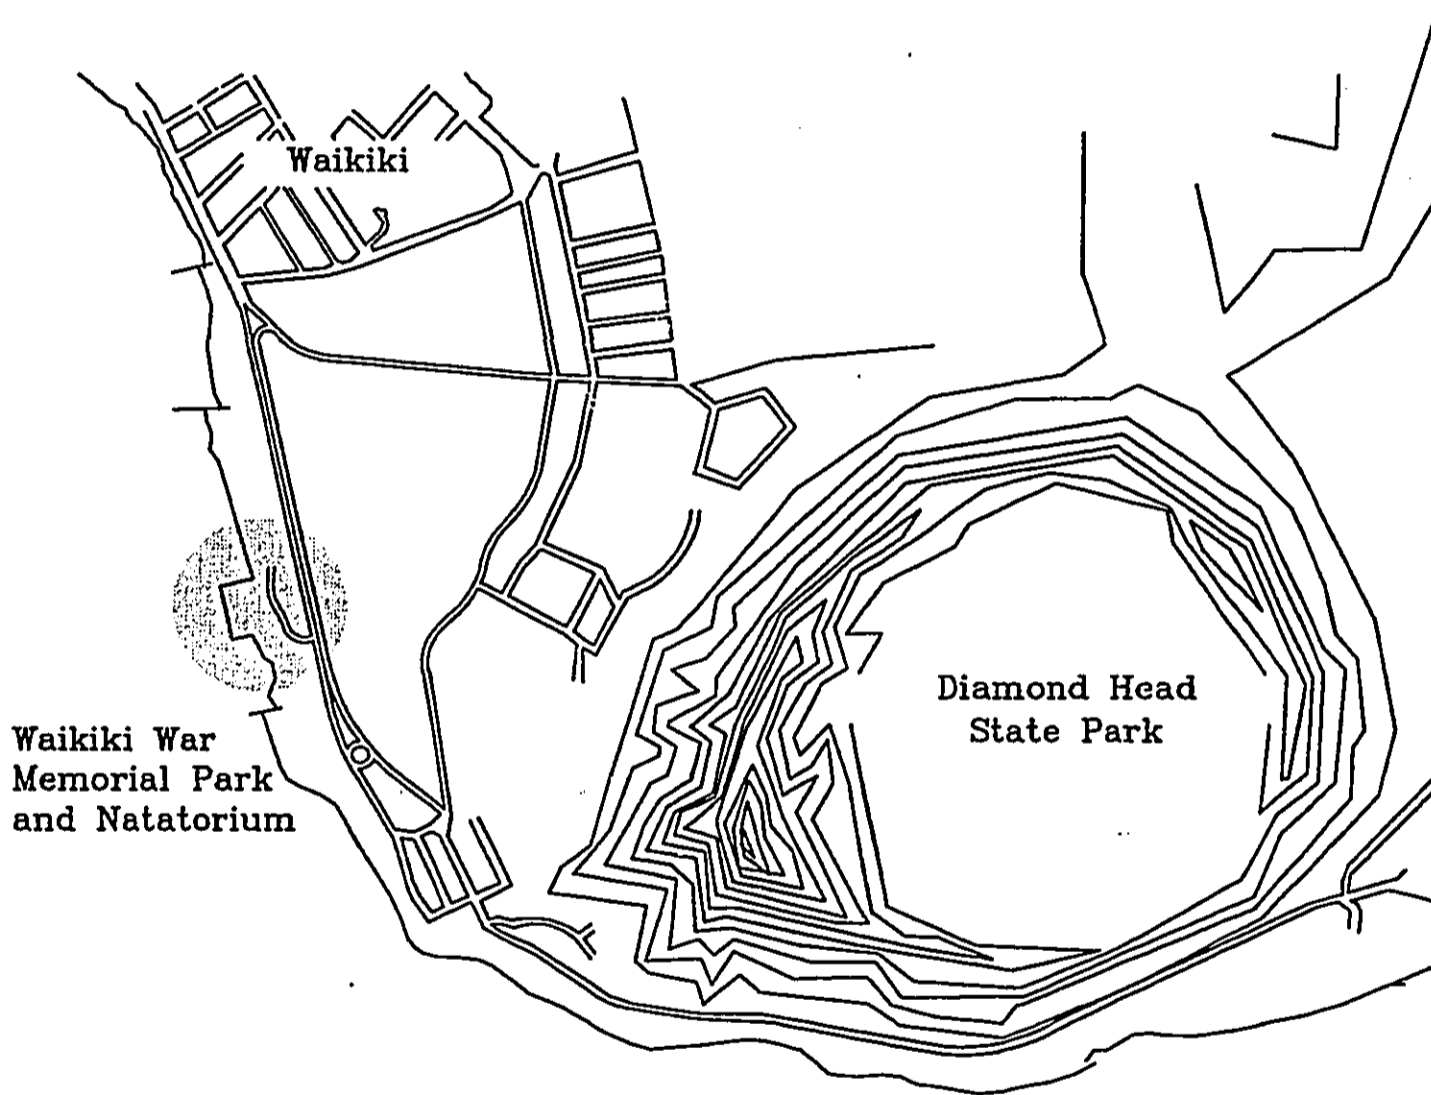 Waikiki
Diamond Head
State Park
Waikiki War
Memorial Park
and Natatorium